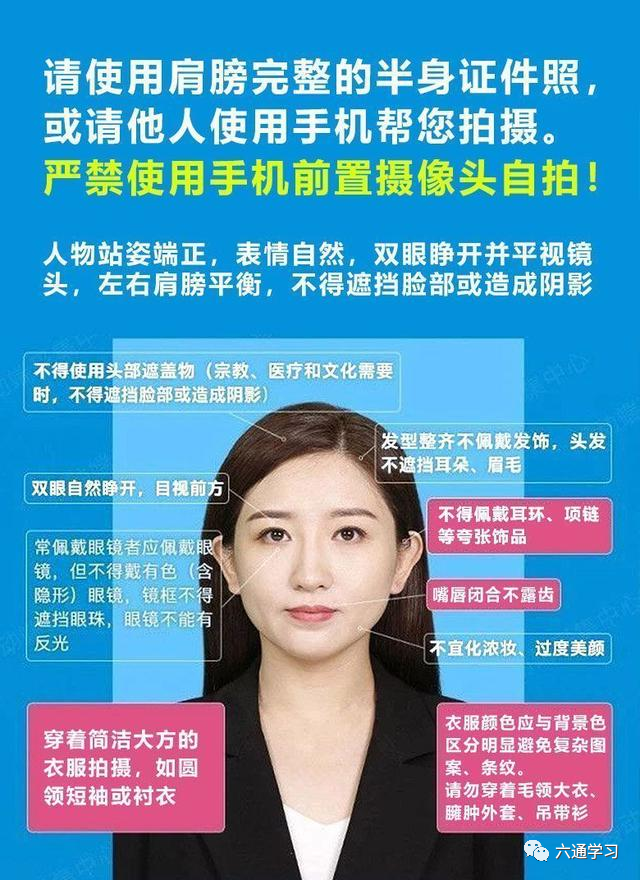 请使用肩膀完整的半身证件照，
或请他人使用手机帮您拍摄。
严禁使用手机前置摄像头自拍！
人物站姿端正，表情自然，双眼睁开并平视镜
头，左右肩膀平衡，不得遮挡脸部或造成阴影
不得使用头部遮盖物（宗教、医疗和文化需要
时，不得遮挡脸部或造成阴影）
发型整齐不佩戴发饰，头发
不遮挡耳朵、眉毛
双眼自然睁开，目视前方
不得佩戴耳环、项链
等夸张饰品
常佩戴眼镜者应佩戴眼
镜，但不得戴有色（含
隐形）眼镜，镜框不得
遮挡眼珠，眼镜不能有
反光
嘴唇闭合不露齿
不宜化浓妆、过度美颜
穿着简洁大方的
衣服拍摄，如圆
领短袖或衬衣
衣服颜色应与背景色
区分明显避免复杂图
案、条纹。
请勿穿着毛领大衣、
臃肿外套、吊带衫
六通学习